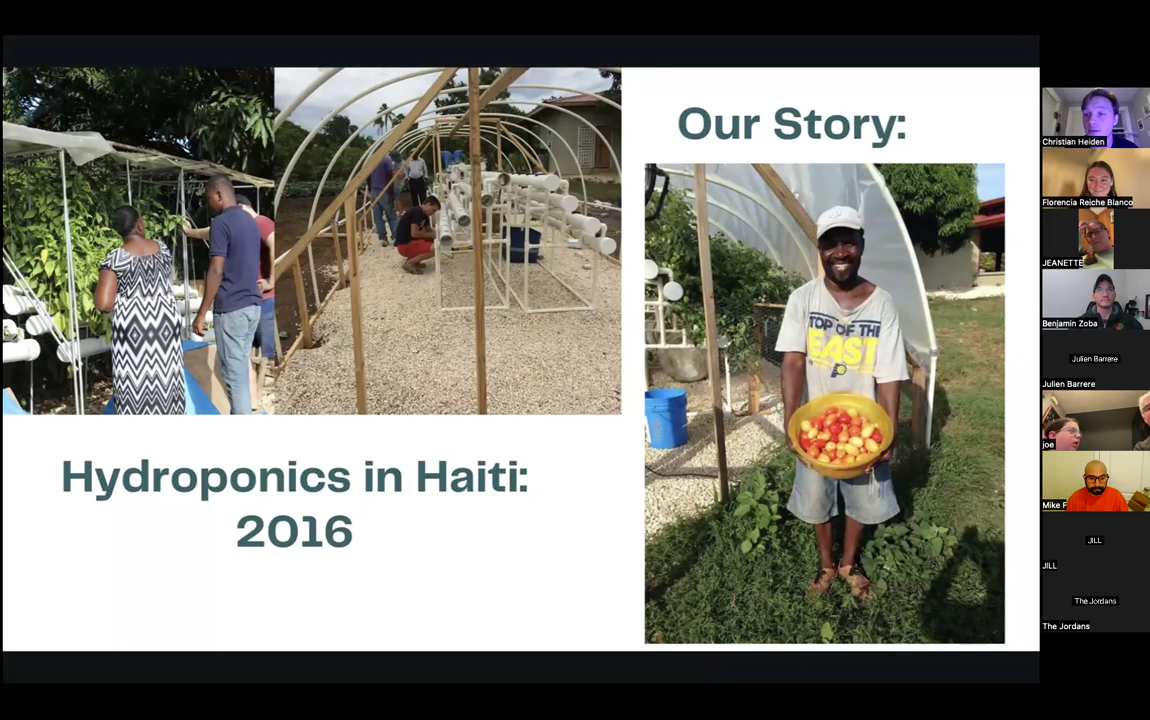 Our Story:
TOP OF THE
EAST
Hydroponics in Haiti:
2016
Christian Heiden
Florencia Reiche Blanco
JEANETTE
Benjamin Zoba
Julien Barrere
Julien Barrere
joe
Mike F
JILL
JILL
The Jordans
The Jordans